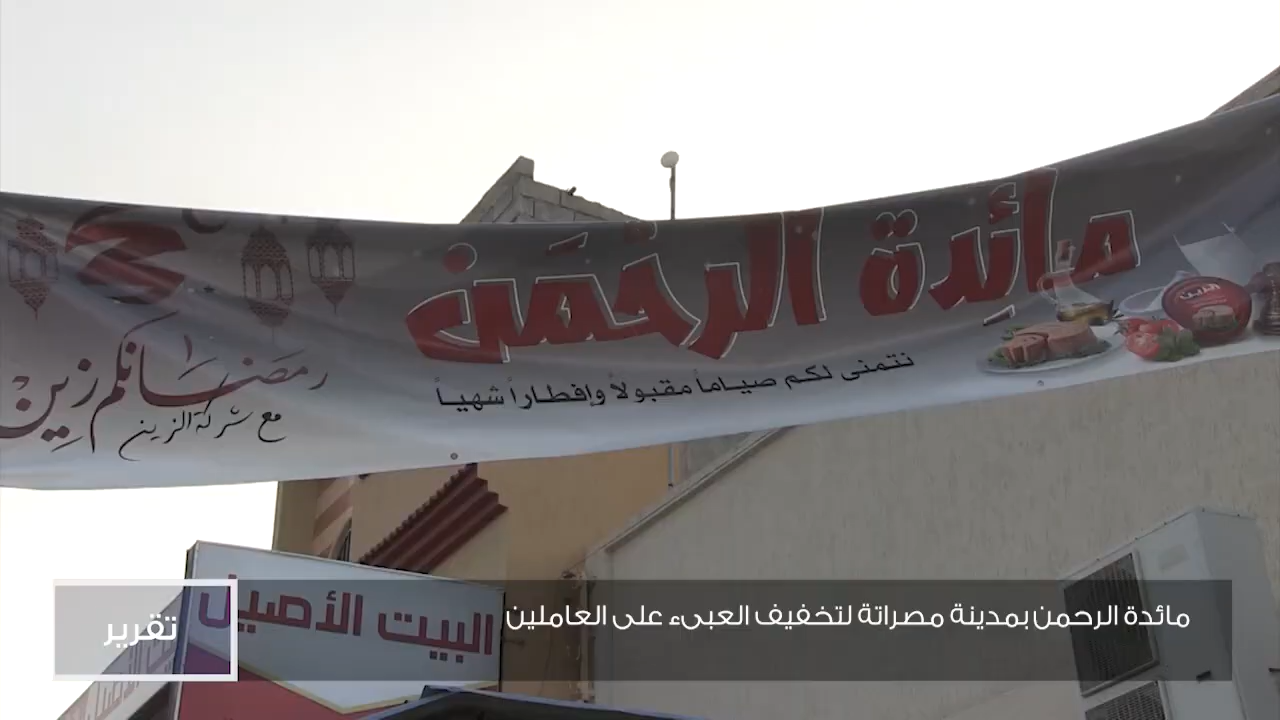 مائدة الرحمن
نتمنى لكم صياماً مقبولاً وإفطاراً شهياً
رمضانكم زين
مع شركة الزين
البيت الأصيل
مائدة الرحمن بمدينة مصراتة لتخفيف العبىء على العاملين
تقرير